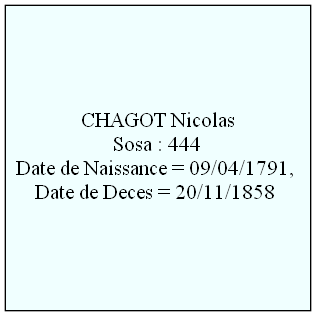 CHAGOT Nicolas
Sosa : 444
Date de Naissance = 09/04/1791,
Date de Deces = 20/11/1858